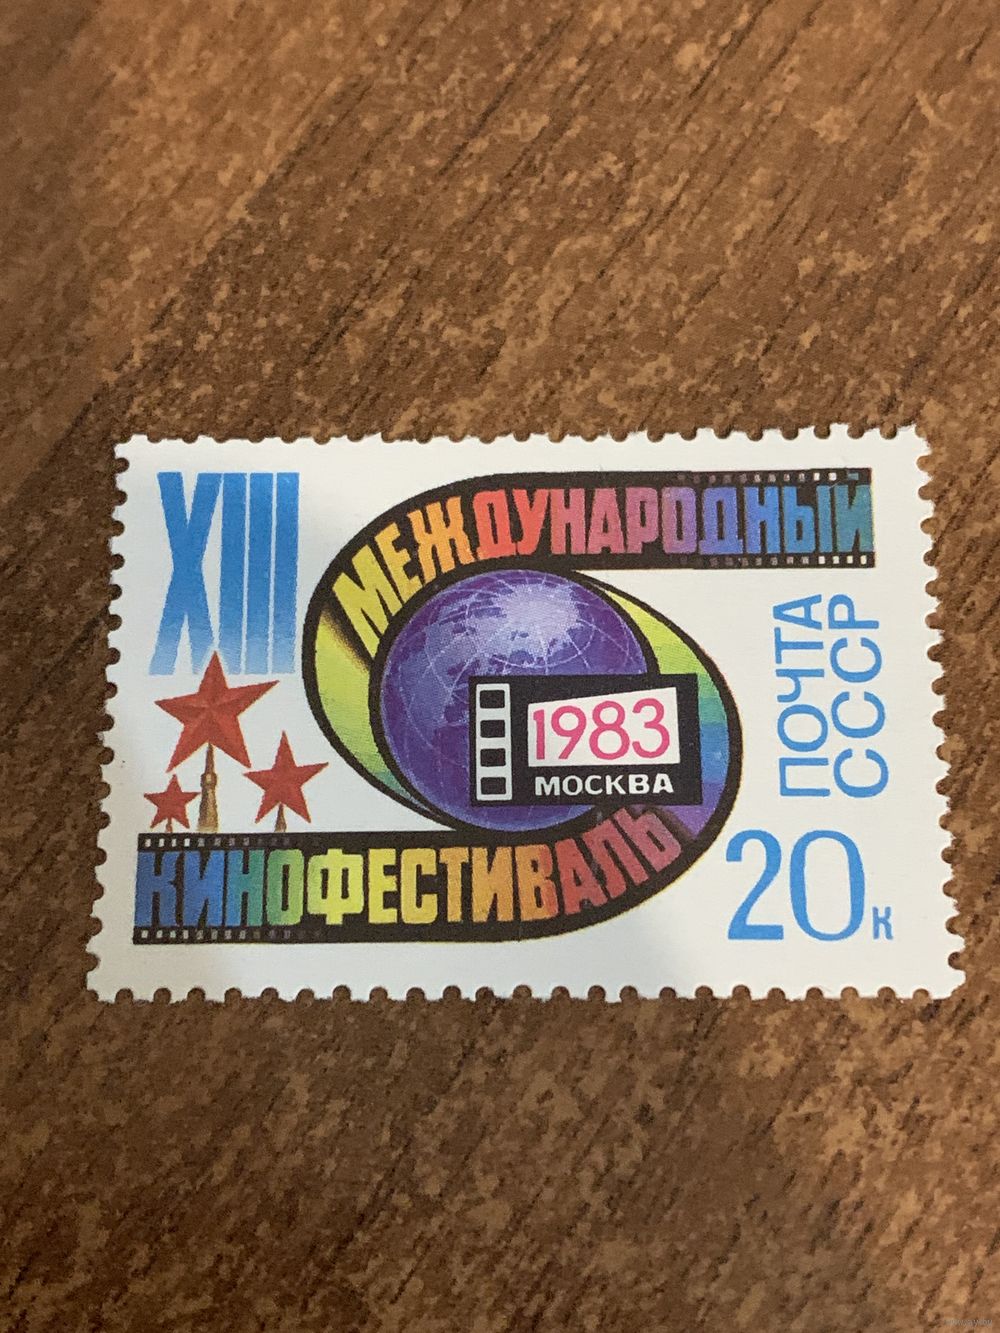 XIII
МЕЖДУНАРОДНЫЙ
КИНОФЕСТИВАЛЬ
1983
МОСКВА
ПОЧТА
СССР
20к